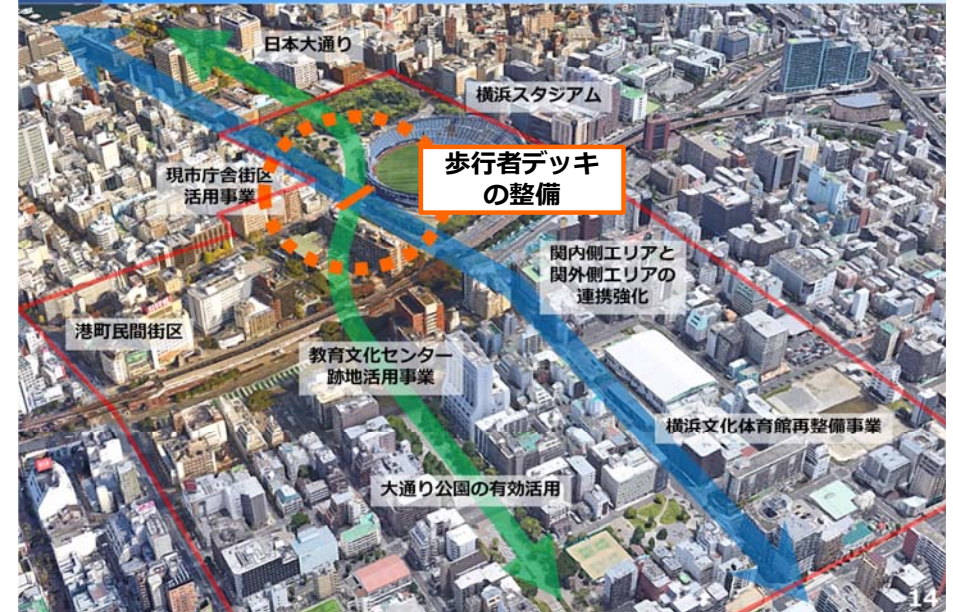 日本大通り
横浜スタジアム
歩行者デッキ
の整備
現市庁舎街区
活用事業
関内側エリアと
関外側エリアの
連携強化
港町民間街区
教育文化センター
跡地活用事業
横浜文化体育館再整備事業
大通り公園の有効活用
14